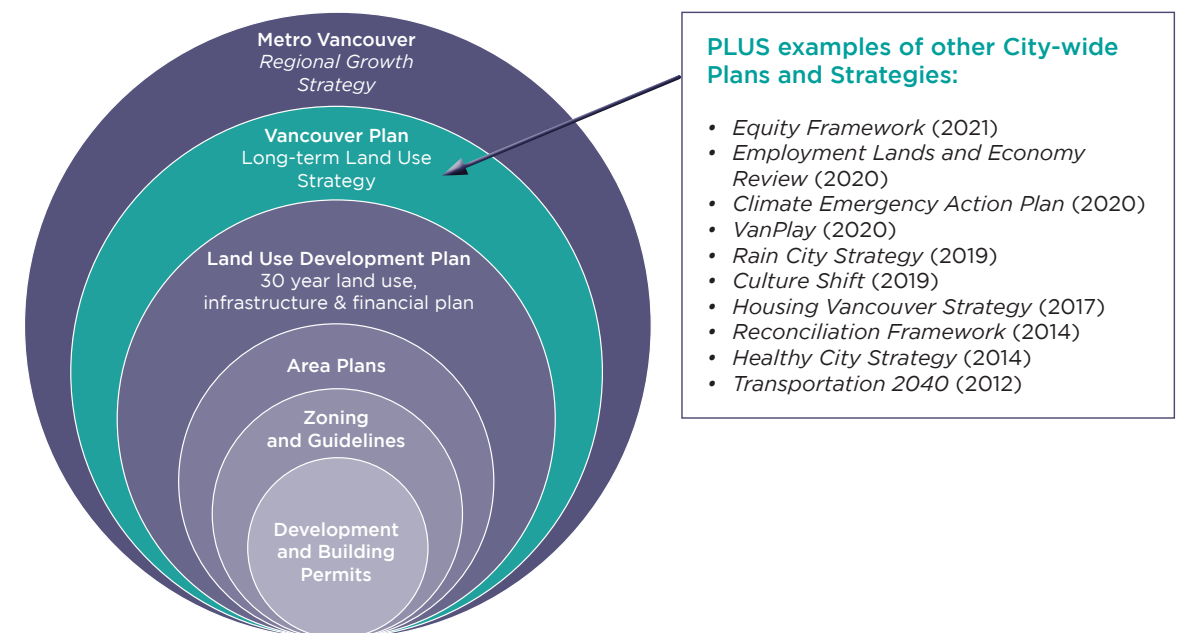 Metro Vancouver
Regional Growth
Strategy
Vancouver Plan
Long-term Land Use
Strategy
Land Use Development Plan
30 year land use,
infrastructure & financial plan
Area Plans
Zoning
and Guidelines
Development
and Building
Permits
PLUS examples of other City-wide
Plans and Strategies:
• Equity Framework (2021)
• Employment Lands and Economy
Review (2020)
• Climate Emergency Action Plan (2020)
• VanPlay (2020)
• Rain City Strategy (2019)
• Culture Shift (2019)
• Housing Vancouver Strategy (2017)
• Reconciliation Framework (2014)
• Healthy City Strategy (2014)
• Transportation 2040 (2012)